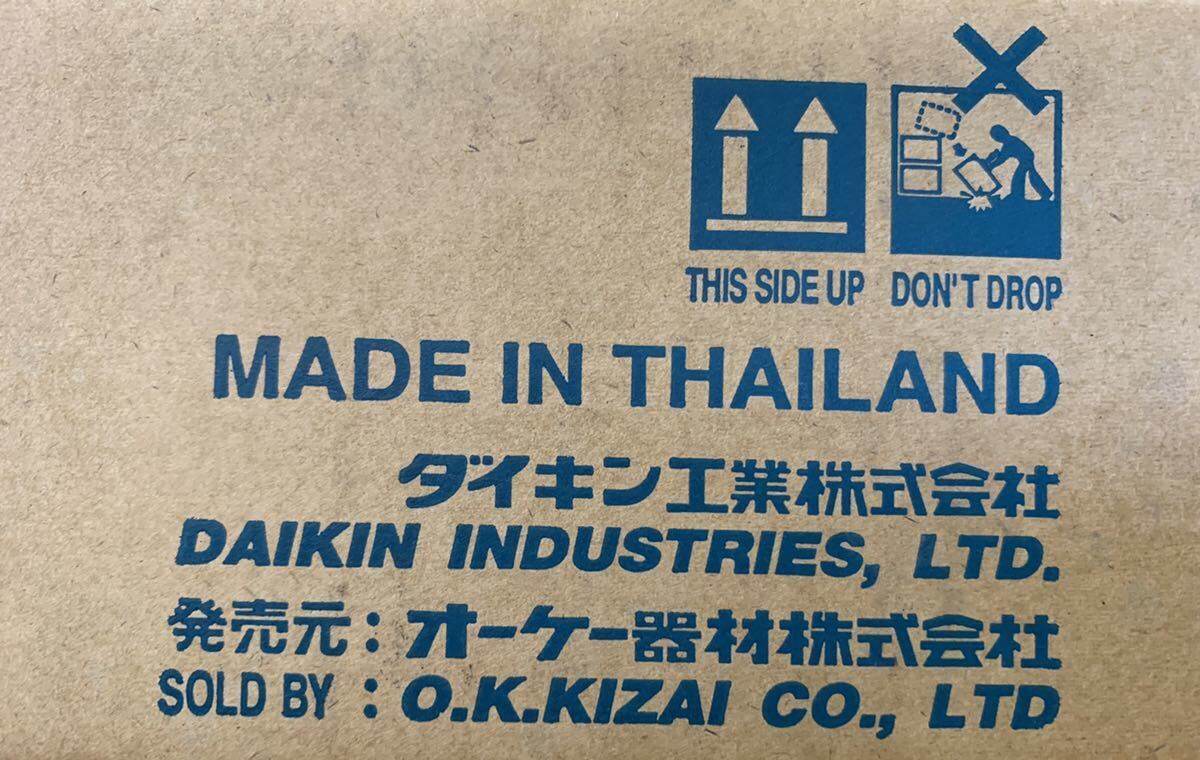 THIS SIDE UP DON'T DROP
MADE IN THAILAND
ダイキン工業株式会社
DAIKIN INDUSTRIES, LTD.
発売元:オーケー器材株式会社
SOLD BY : O.K.KIZAI CO., LTD